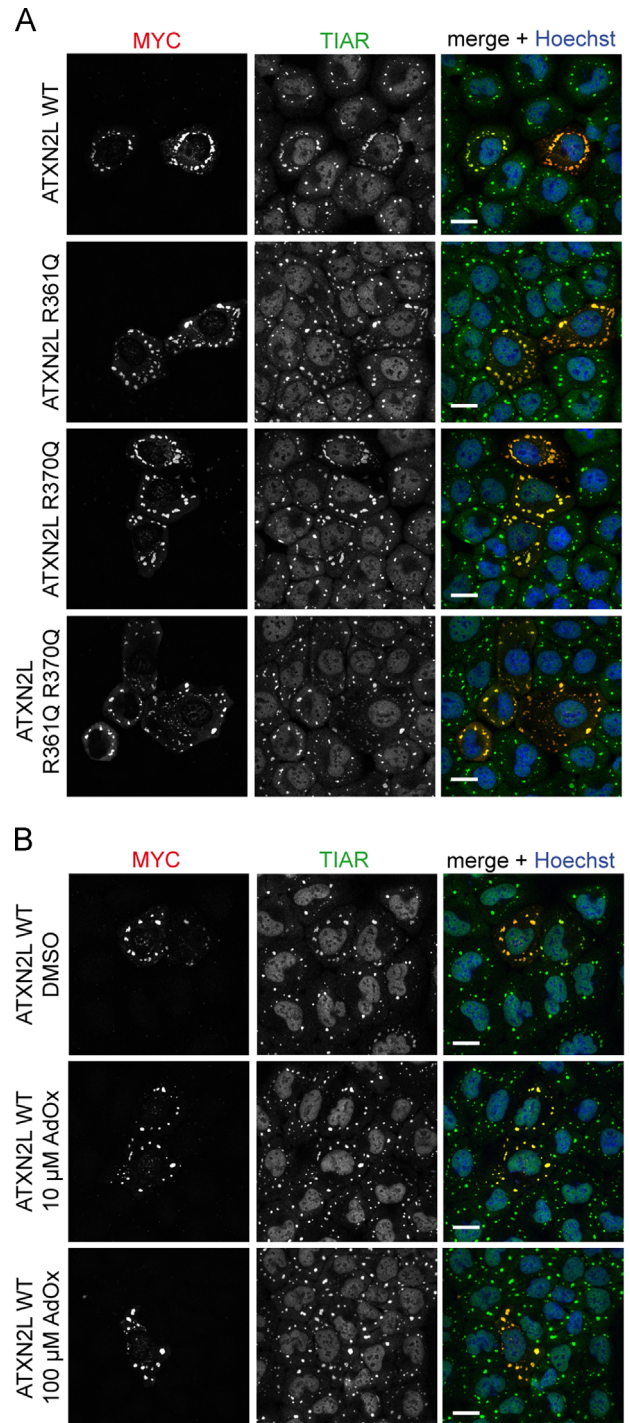 A
MYC TIAR merge + Hoechst
ATXN2L WT
ATXN2L R361Q
ATXN2L R370Q
ATXN2L
R361Q R370Q
B
MYC TIAR merge + Hoechst
ATXN2L WT
DMSO
ATXN2L WT
10 µM AdOx
ATXN2L WT
100 µM AdOx